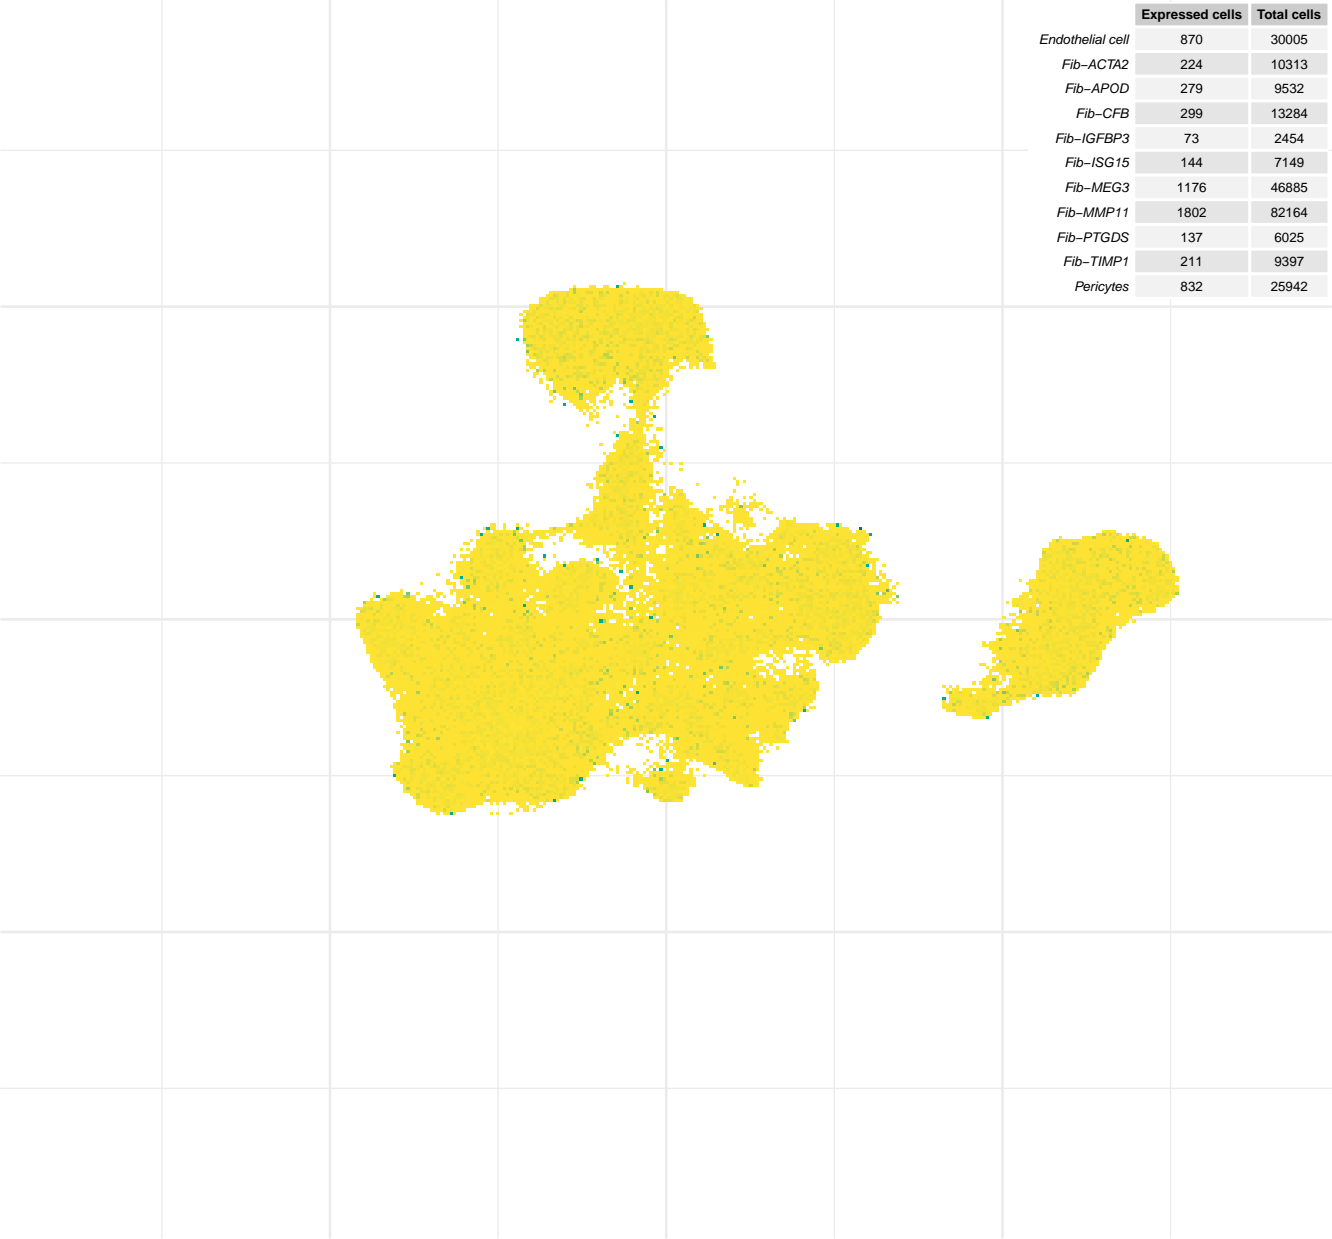 Expressed cells Total cells
Endothelial cell 870 30005
Fib−ACTA2 224 10313
Fib−APOD 279 9532
Fib−CFB 299 13284
Fib−IGFBP3 73 2454
Fib−ISG15 144 7149
Fib−MEG3 1176 46885
Fib−MMP11 1802 82164
Fib−PTGDS 137 6025
Fib−TIMP1 211 9397
Pericytes 832 25942